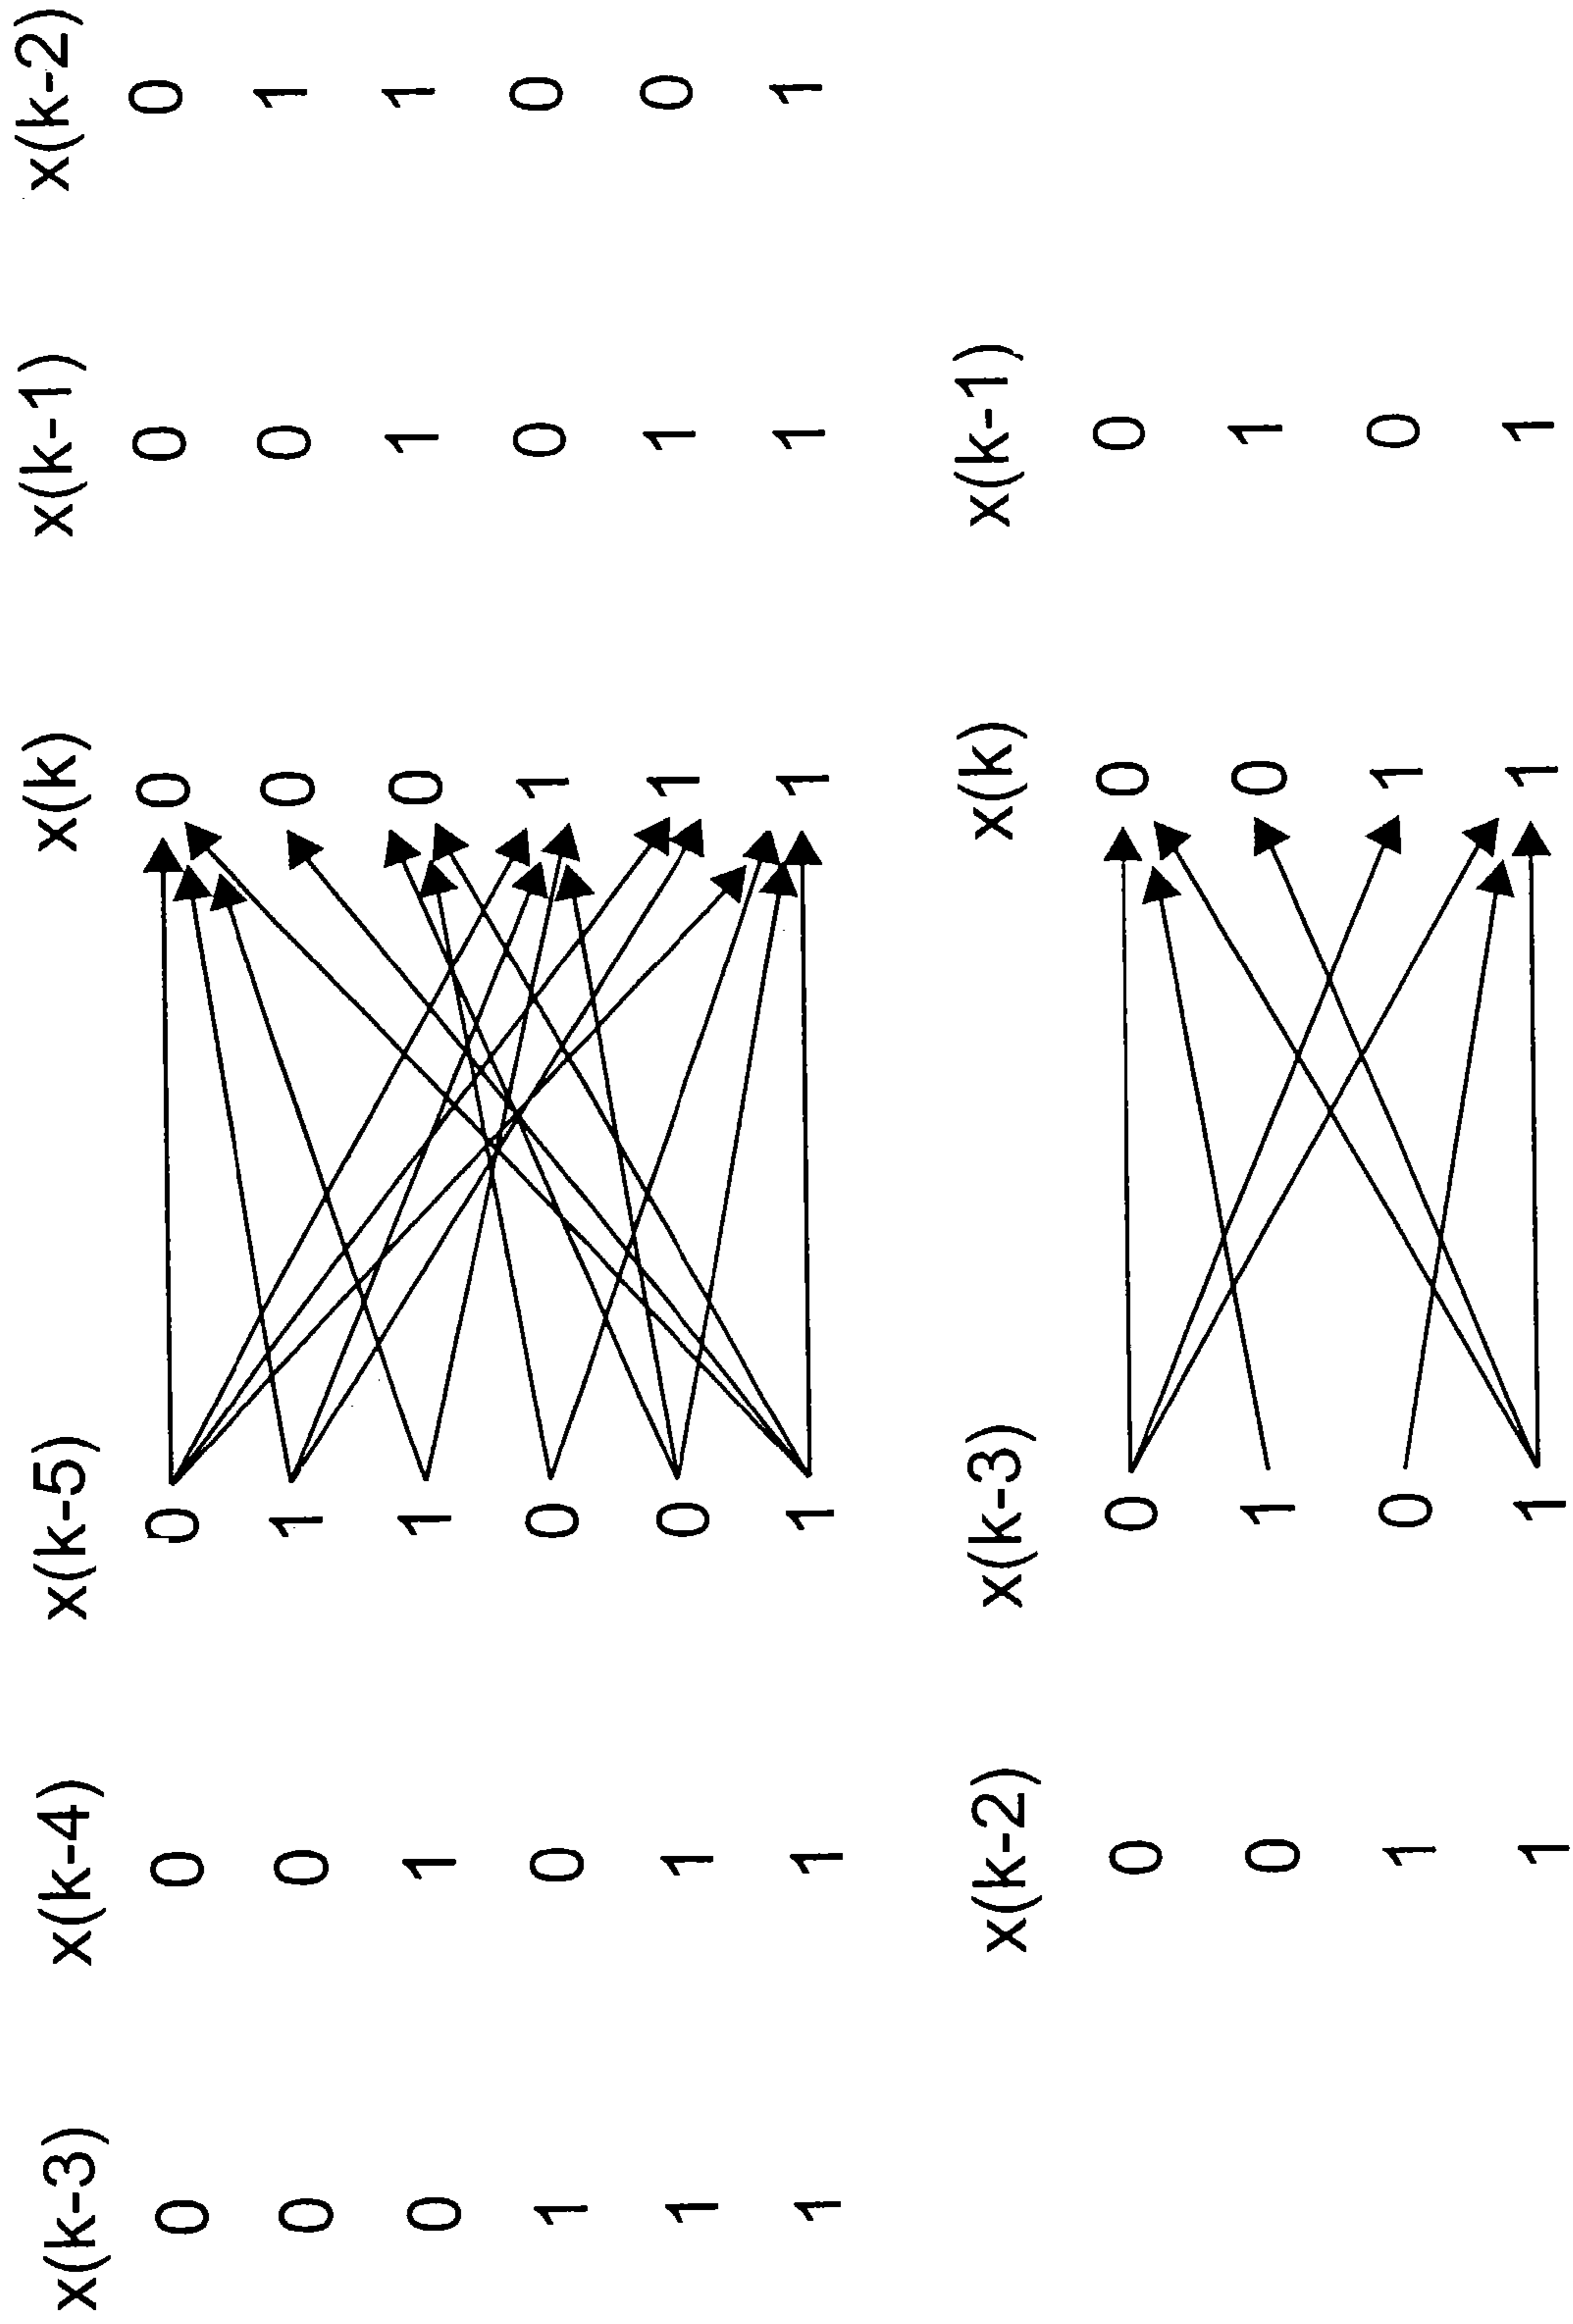 x(k-3) x(k-4) x(k-5) x(k) x(k-1) x(k-2)
0 0 0 0 0 0
0 0 1 0 0 1
0 1 1 0 1 1
1 0 0 1 0 0
1 1 0 1 1 0
1 1 1 1 1 1
x(k-2) x(k-3) x(k) x(k-1)
0 0 0 0
0 1 0 1
1 0 1 0
1 1 1 1